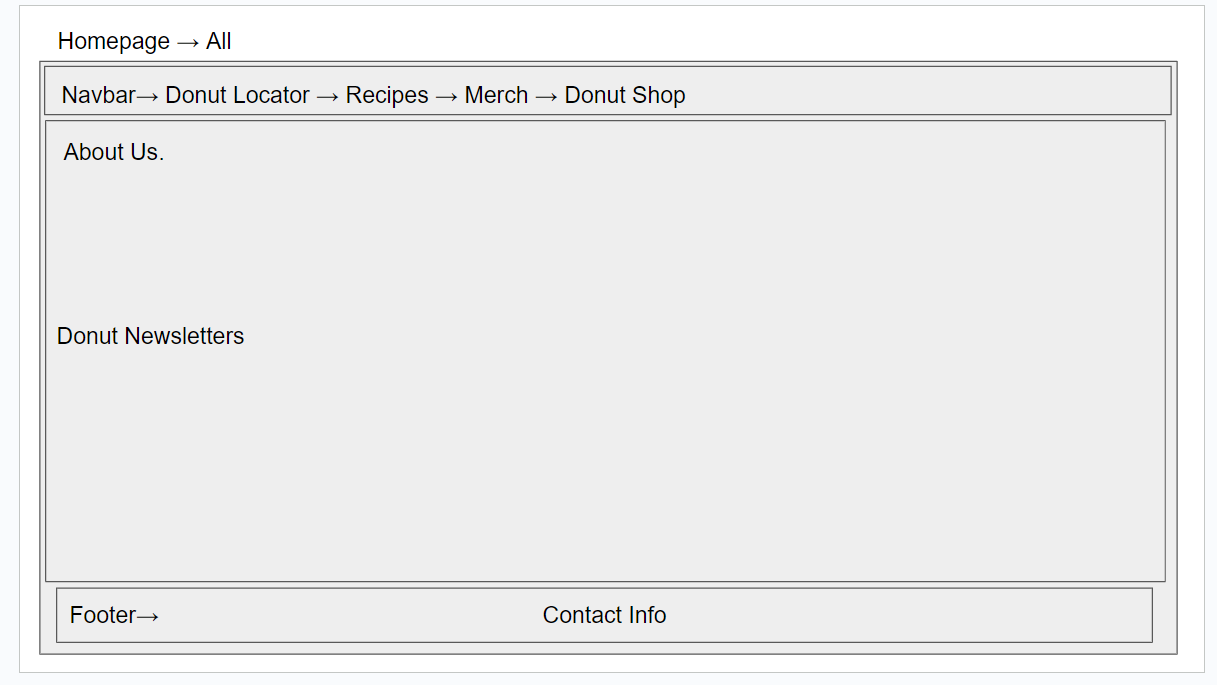 Homepage → All
Navbar→ Donut Locator → Recipes → Merch → Donut Shop
About Us.
Donut Newsletters
Footer→ Contact Info